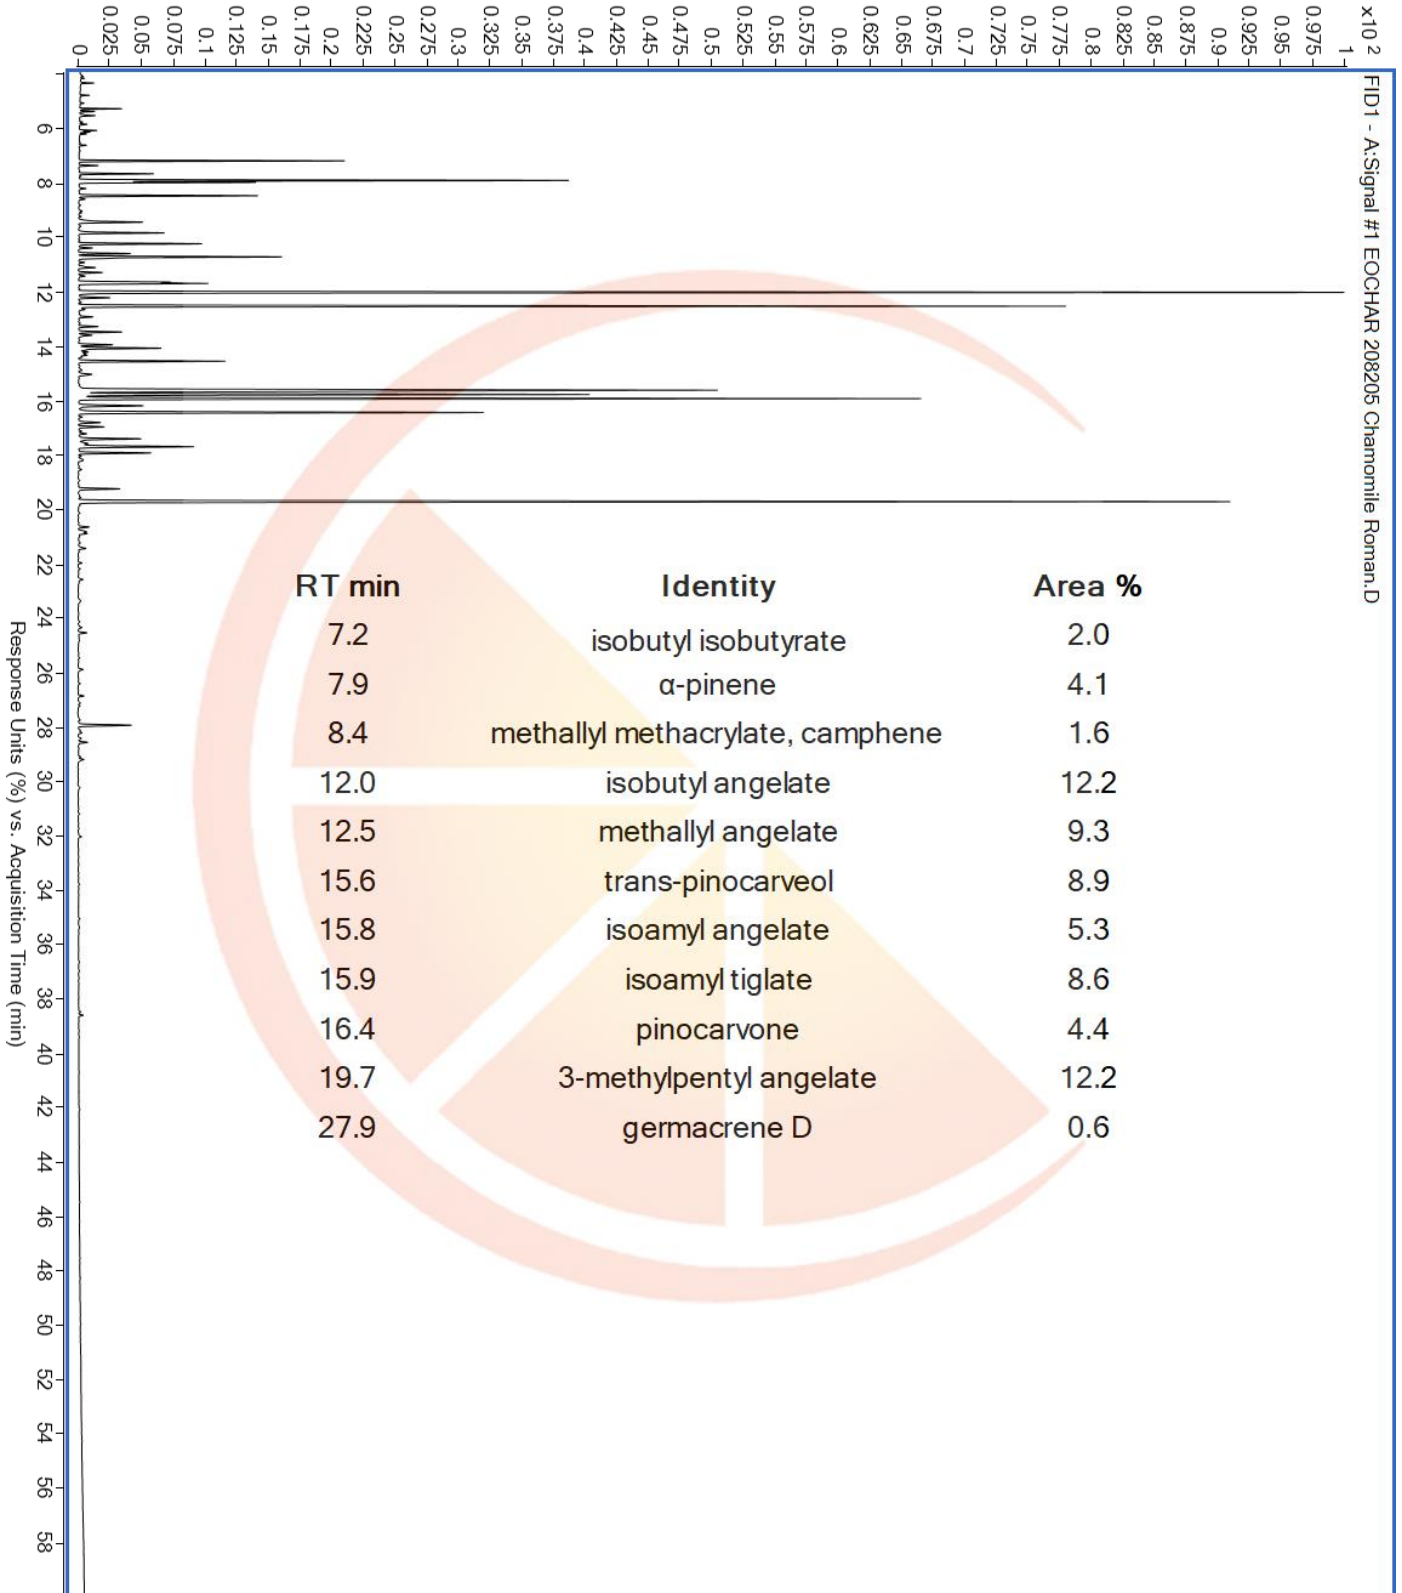 x10 2
FID1 - A:Signal #1 EOCHAR 208205 Chamomile Roman.D
1
0.975
0.95
0.925
0.9
0.875
0.85
0.825
0.8
0.775
0.75
0.725
0.7
0.675
0.65
0.625
0.6
0.575
0.55
0.525
0.5
0.475
0.45
0.425
0.4
0.375
0.35
0.325
0.3
0.275
0.25
0.225
0.2
0.175
0.15
0.125
0.1
0.075
0.05
0.025
0
6 8 10 12 14 16 18 20 22 24 26 28 30 32 34 36 38 40 42 44 46 48 50 52 54 56 58
Response Units (%) vs. Acquisition Time (min)
RT min Identity Area %
7.2 isobutyl isobutyrate 2.0
7.9 α-pinene 4.1
8.4 methallyl methacrylate, camphene 1.6
12.0 isobutyl angelate 12.2
12.5 methallyl angelate 9.3
15.6 trans-pinocarveol 8.9
15.8 isoamyl angelate 5.3
15.9 isoamyl tiglate 8.6
16.4 pinocarvone 4.4
19.7 3-methylpentyl angelate 12.2
27.9 germacrene D 0.6